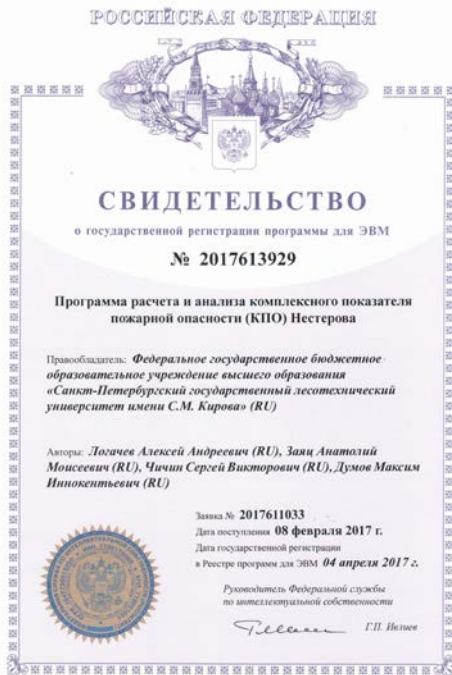 РОССИЙСКАЯ ФЕДЕРАЦИЯ
СВИДЕТЕЛЬСТВО
о государственной регистрации программы для ЭВМ
№ 2017613929
Программа расчета и анализа комплексного показателя
пожарной опасности (КПО) Нестерова
Правообладатель: Федеральное государственное бюджетное
образовательное учреждение высшего образования
«Санкт-Петербургский государственный лесотехнический
университет имени С.М. Кирова» (RU)
Авторы: Логачев Алексей Андреевич (RU), Заяц Анатолий
Моисеевич (RU), Чичин Сергей Викторович (RU), Думов Максим
Иннокентьевич (RU)
Заявка № 2017611033
Дата поступления 08 февраля 2017 г.
Дата государственной регистрации
в Реестре программ для ЭВМ 04 апреля 2017 г.
Руководитель Федеральной службы
по интеллектуальной собственности
Г.П. Ивлиев